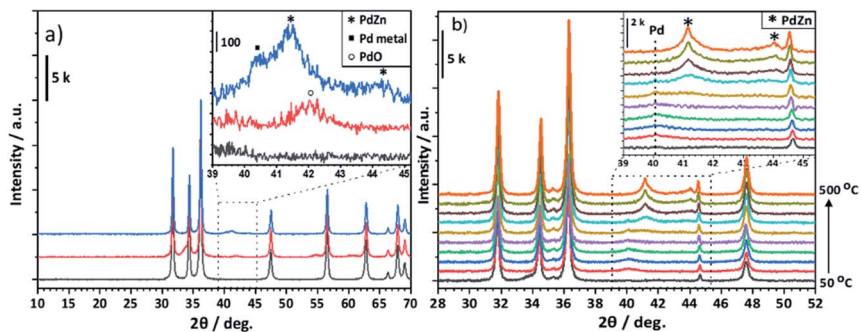 a)
Intensity / a.u.
5 k
100
* PdZn
■ Pd metal
○ PdO
*
*
39 40 41 42 43 44 45
10 15 20 25 30 35 40 45 50 55 60 65 70
2θ / deg.
b)
Intensity / a.u.
5 k
2 k
Pd
* PdZn
*
*
39 40 41 42 43 44 45
500 °C
50 °C
28 30 32 34 36 38 40 42 44 46 48 50 52
2θ / deg.